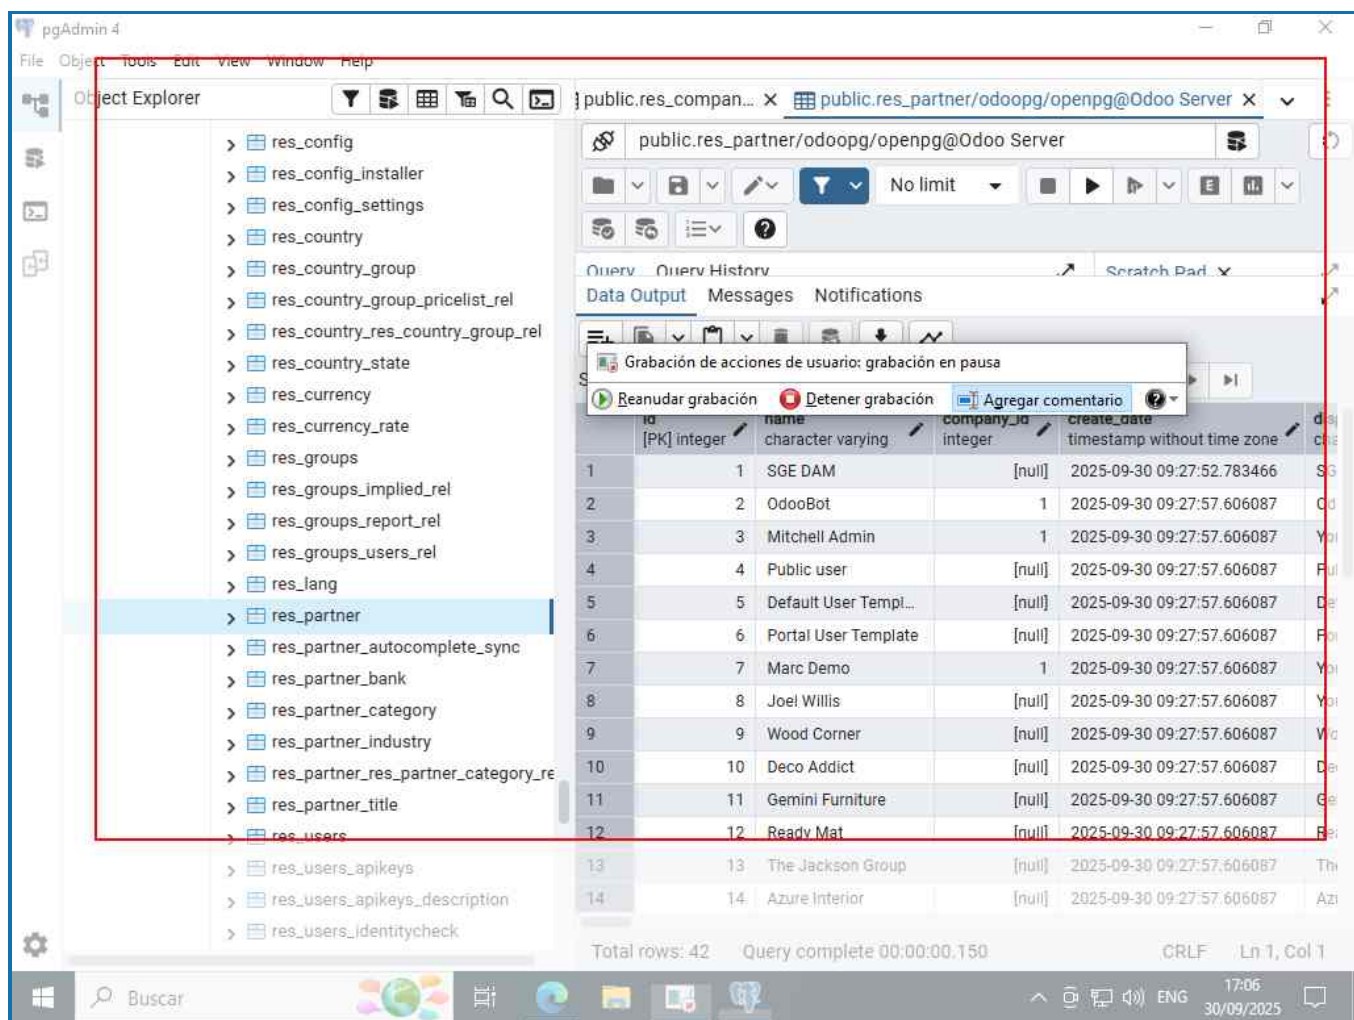 pgAdmin 4
File Object Tools Edit View Window Help
Object Explorer
public.res_compan... public.res_partner/odoopg/openpg@Odoo Server
public.res_partner/odoopg/openpg@Odoo Server
No limit
Query Query History Scratch Pad
Data Output Messages Notifications
res_config
res_config_installer
res_config_settings
res_country
res_country_group
res_country_group_pricelist_rel
res_country_res_country_group_rel
res_country_state
res_currency
res_currency_rate
res_groups
res_groups_implied_rel
res_groups_report_rel
res_groups_users_rel
res_lang
res_partner
res_partner_autocomplete_sync
res_partner_bank
res_partner_category
res_partner_industry
res_partner_res_partner_category_re
res_partner_title
res_users
res_users_apikeys
res_users_apikeys_description
res_users_identitycheck
Grabación de acciones de usuario: grabación en pausa
Reanudar grabación Detener grabación Agregar comentario
id name company_id create_date
[PK] integer character varying integer timestamp without time zone
1 1 SGE DAM [null] 2025-09-30 09:27:52.783466
2 2 OdooBot 1 2025-09-30 09:27:57.606087
3 3 Mitchell Admin 1 2025-09-30 09:27:57.606087
4 4 Public user [null] 2025-09-30 09:27:57.606087
5 5 Default User Templ... [null] 2025-09-30 09:27:57.606087
6 6 Portal User Template [null] 2025-09-30 09:27:57.606087
7 7 Marc Demo 1 2025-09-30 09:27:57.606087
8 8 Joel Willis [null] 2025-09-30 09:27:57.606087
9 9 Wood Corner [null] 2025-09-30 09:27:57.606087
10 10 Deco Addict [null] 2025-09-30 09:27:57.606087
11 11 Gemini Furniture [null] 2025-09-30 09:27:57.606087
12 12 Ready Mat [null] 2025-09-30 09:27:57.606087
13 13 The Jackson Group [null] 2025-09-30 09:27:57.606087 The
14 14 Azure Interior [null] 2025-09-30 09:27:57.606087
Total rows: 42 Query complete 00:00:00.150 CRLF Ln 1, Col 1
Buscar
ENG
17:06
30/09/2025